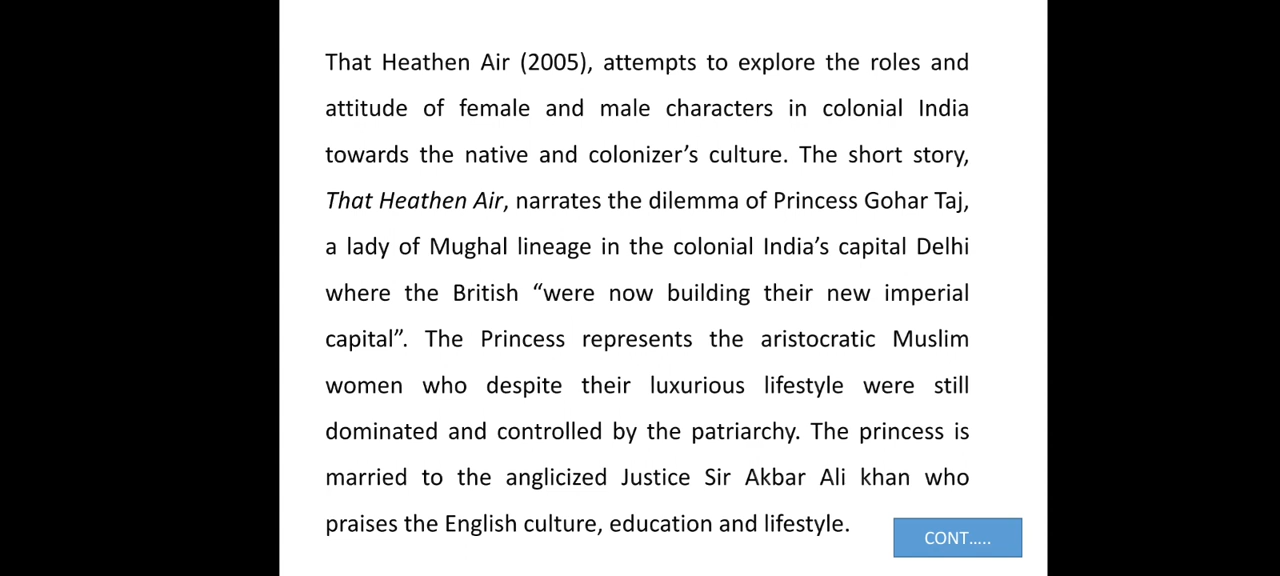 That Heathen Air (2005), attempts to explore the roles and
attitude of female and male characters in colonial India
towards the native and colonizer’s culture. The short story,
That Heathen Air, narrates the dilemma of Princess Gohar Taj,
a lady of Mughal lineage in the colonial India’s capital Delhi
where the British “were now building their new imperial
capital”. The Princess represents the aristocratic Muslim
women who despite their luxurious lifestyle were still
dominated and controlled by the patriarchy. The princess is
married to the anglicized Justice Sir Akbar Ali khan who
praises the English culture, education and lifestyle.
CONT.....